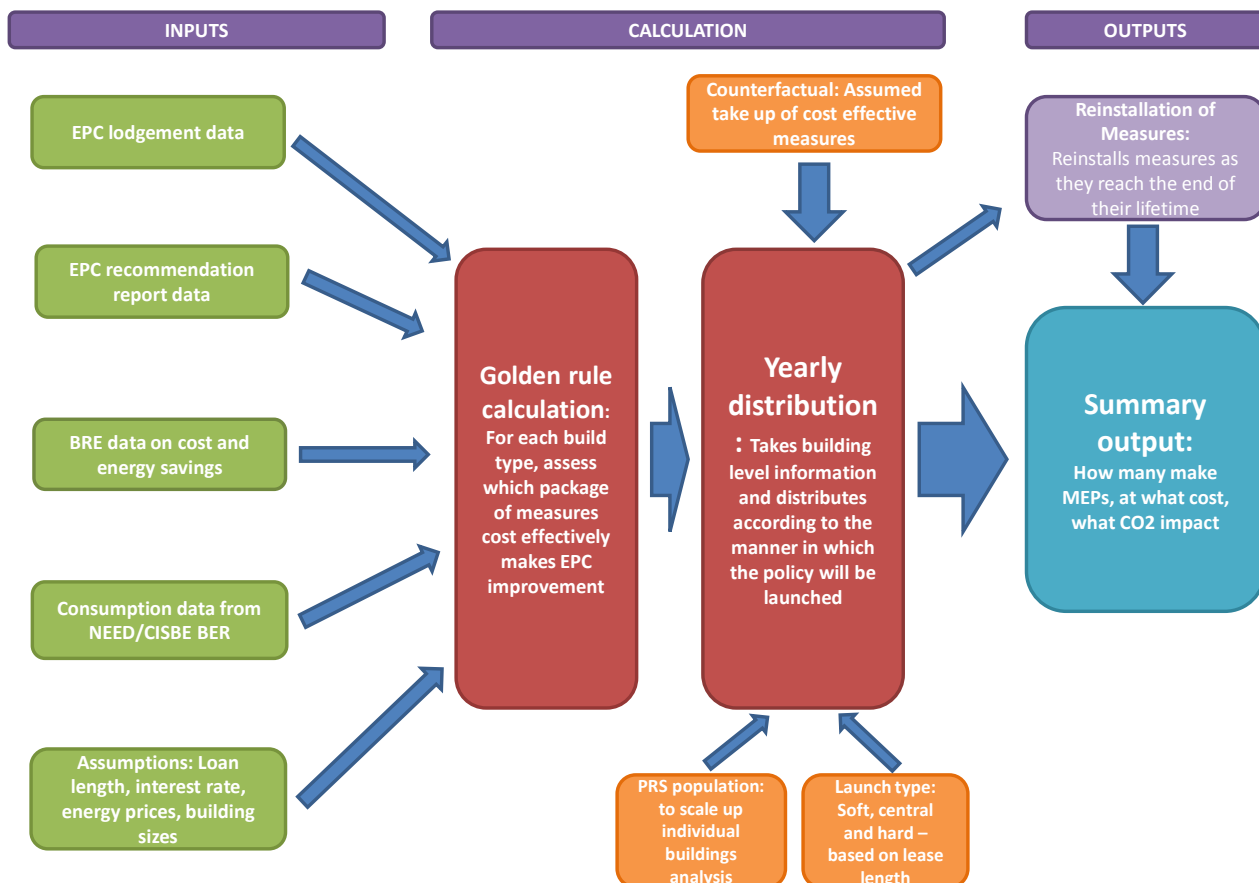 INPUTS
CALCULATION
OUTPUTS
EPC lodgement data
EPC recommendation
report data
BRE data on cost and
energy savings
Consumption data from
NEED/CISBE BER
Assumptions: Loan
length, interest rate,
energy prices, building
sizes
Golden rule
calculation:
For each build
type, assess
which package
of measures
cost effectively
makes EPC
improvement
Counterfactual: Assumed
take up of cost effective
measures
Yearly
distribution
: Takes building
level information
and distributes
according to the
manner in which
the policy will be
launched
PRS population:
to scale up
individual
buildings
analysis
Launch type:
Soft, central
and hard –
based on lease
length
Reinstallation of
Measures:
Reinstalls measures as
they reach the end of
their lifetime
Summary
output:
How many make
MEPs, at what cost,
what CO2 impact